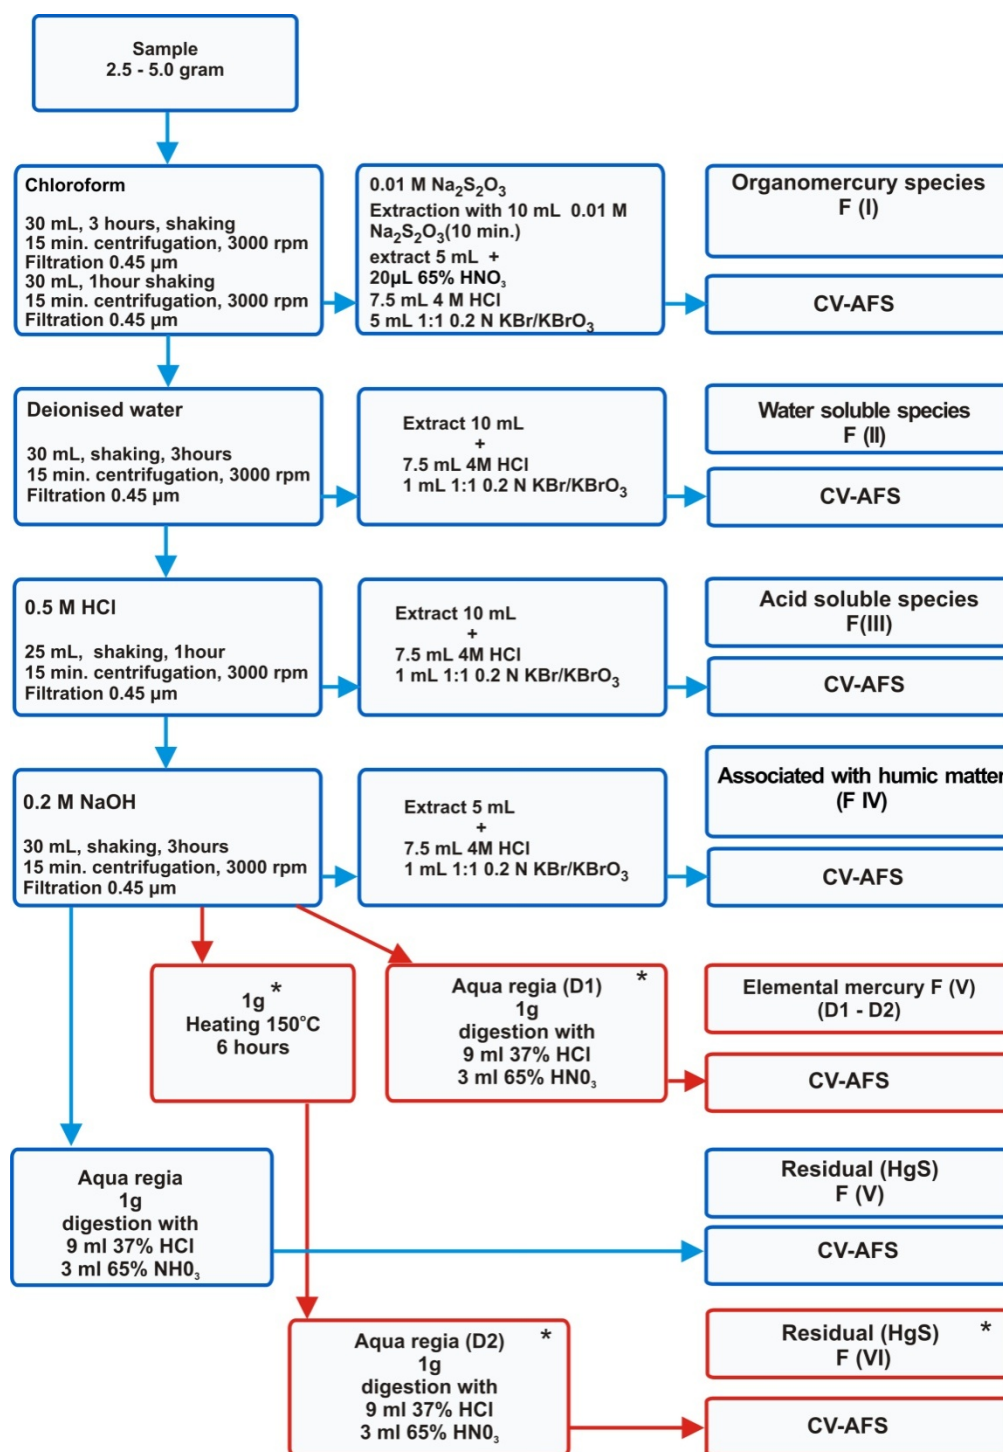 Sample
2.5 - 5.0 gram
Chloroform
30 mL, 3 hours, shaking
15 min. centrifugation, 3000 rpm
Filtration 0.45 µm
30 mL, 1hour shaking
15 min. centrifugation, 3000 rpm
Filtration 0.45 µm
0.01 M Na₂S₂O₃
Extraction with 10 mL 0.01 M
Na₂S₂O₃(10 min.)
extract 5 mL +
20µL 65% HNO₃
7.5 mL 4 M HCl
5 mL 1:1 0.2 N KBr/KBrO₃
Organomercury species
F (I)
CV-AFS
Deionised water
30 mL, shaking, 3hours
15 min. centrifugation, 3000 rpm
Filtration 0.45 µm
Extract 10 mL
+
7.5 mL 4M HCl
1 mL 1:1 0.2 N KBr/KBrO₃
Water soluble species
F (II)
CV-AFS
0.5 M HCl
25 mL, shaking, 1hour
15 min. centrifugation, 3000 rpm
Filtration 0.45 µm
Extract 10 mL
+
7.5 mL 4M HCl
1 mL 1:1 0.2 N KBr/KBrO₃
Acid soluble species
F(III)
CV-AFS
0.2 M NaOH
30 mL, shaking, 3hours
15 min. centrifugation, 3000 rpm
Filtration 0.45 µm
Extract 5 mL
+
7.5 mL 4M HCl
1 mL 1:1 0.2 N KBr/KBrO₃
Associated with humic matter
(F IV)
CV-AFS
1g *
Heating 150°C
6 hours
Aqua regia (D1) *
1g
digestion with
9 ml 37% HCl
3 ml 65% HN0₃
Elemental mercury F (V)
(D1 - D2)
CV-AFS
Aqua regia
1g
digestion with
9 ml 37% HCl
3 ml 65% NH0₃
Residual (HgS)
F (V)
CV-AFS
Aqua regia (D2) *
1g
digestion with
9 ml 37% HCl
3 ml 65% HN0₃
Residual (HgS) *
F (VI)
CV-AFS